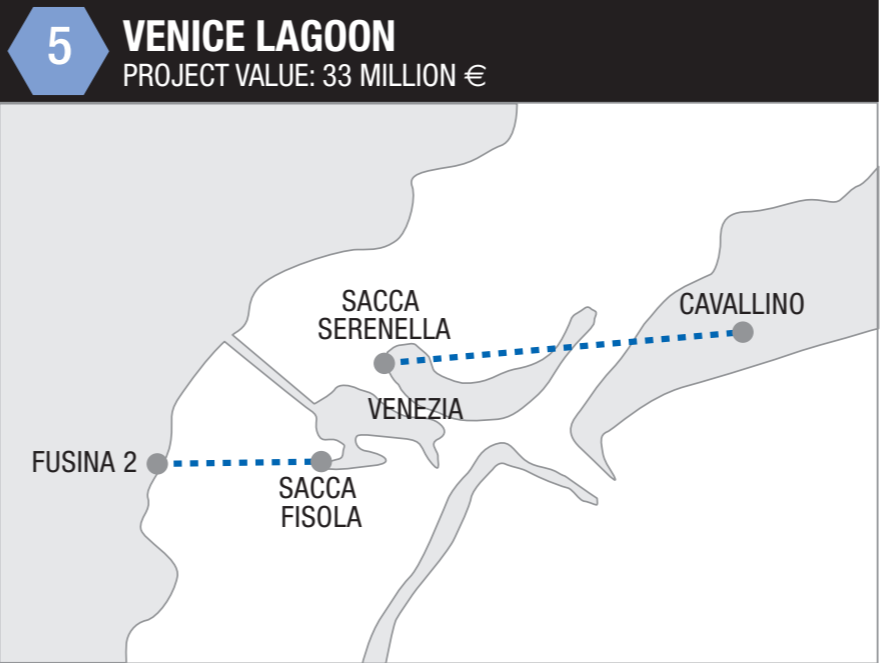 5
VENICE LAGOON
PROJECT VALUE: 33 MILLION €
SACCA
SERENELLA
CAVALLINO
VENEZIA
FUSINA 2
SACCA
FISOLA